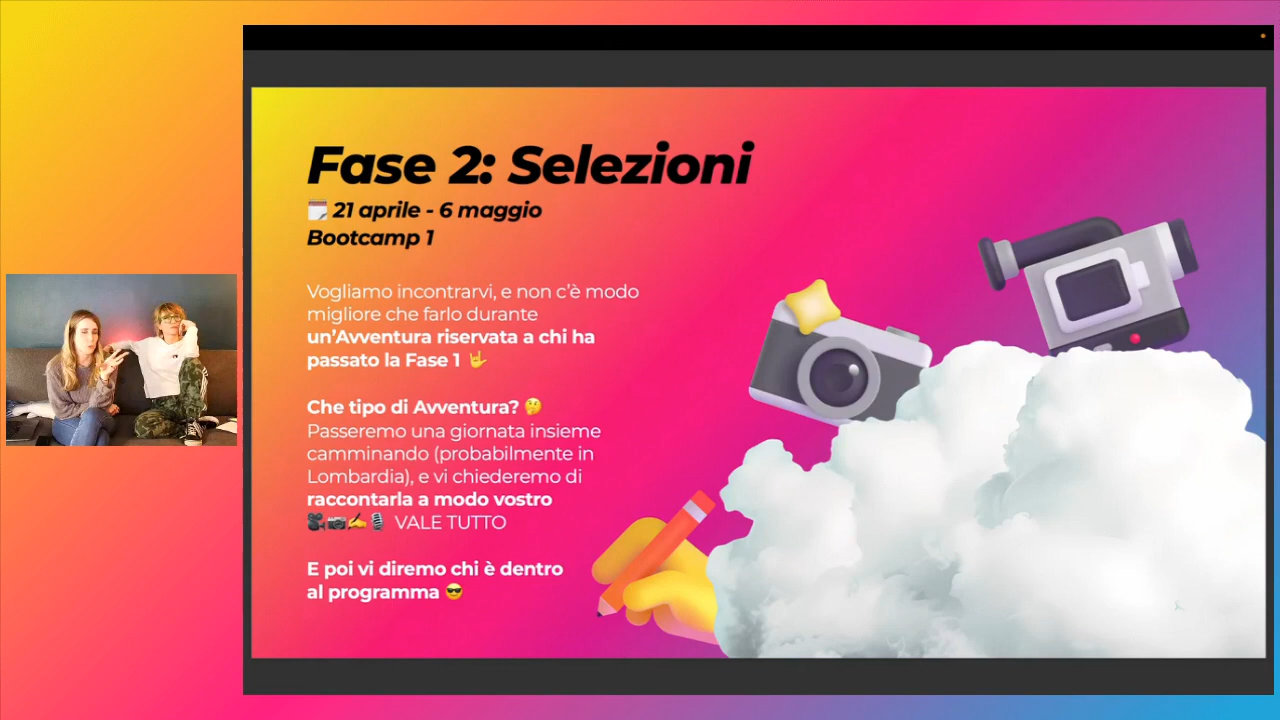 Fase 2: Selezioni
🗓️ 21 aprile - 6 maggio
Bootcamp 1
Vogliamo incontrarvi, e non c'è modo
migliore che farlo durante
un'Avventura riservata a chi ha
passato la Fase 1 🤟
Che tipo di Avventura? 🤔
Passeremo una giornata insieme
camminando (probabilmente in
Lombardia), e vi chiederemo di
raccontarla a modo vostro
🎥📷✍️🎙️ VALE TUTTO
E poi vi diremo chi è dentro
al programma 😎